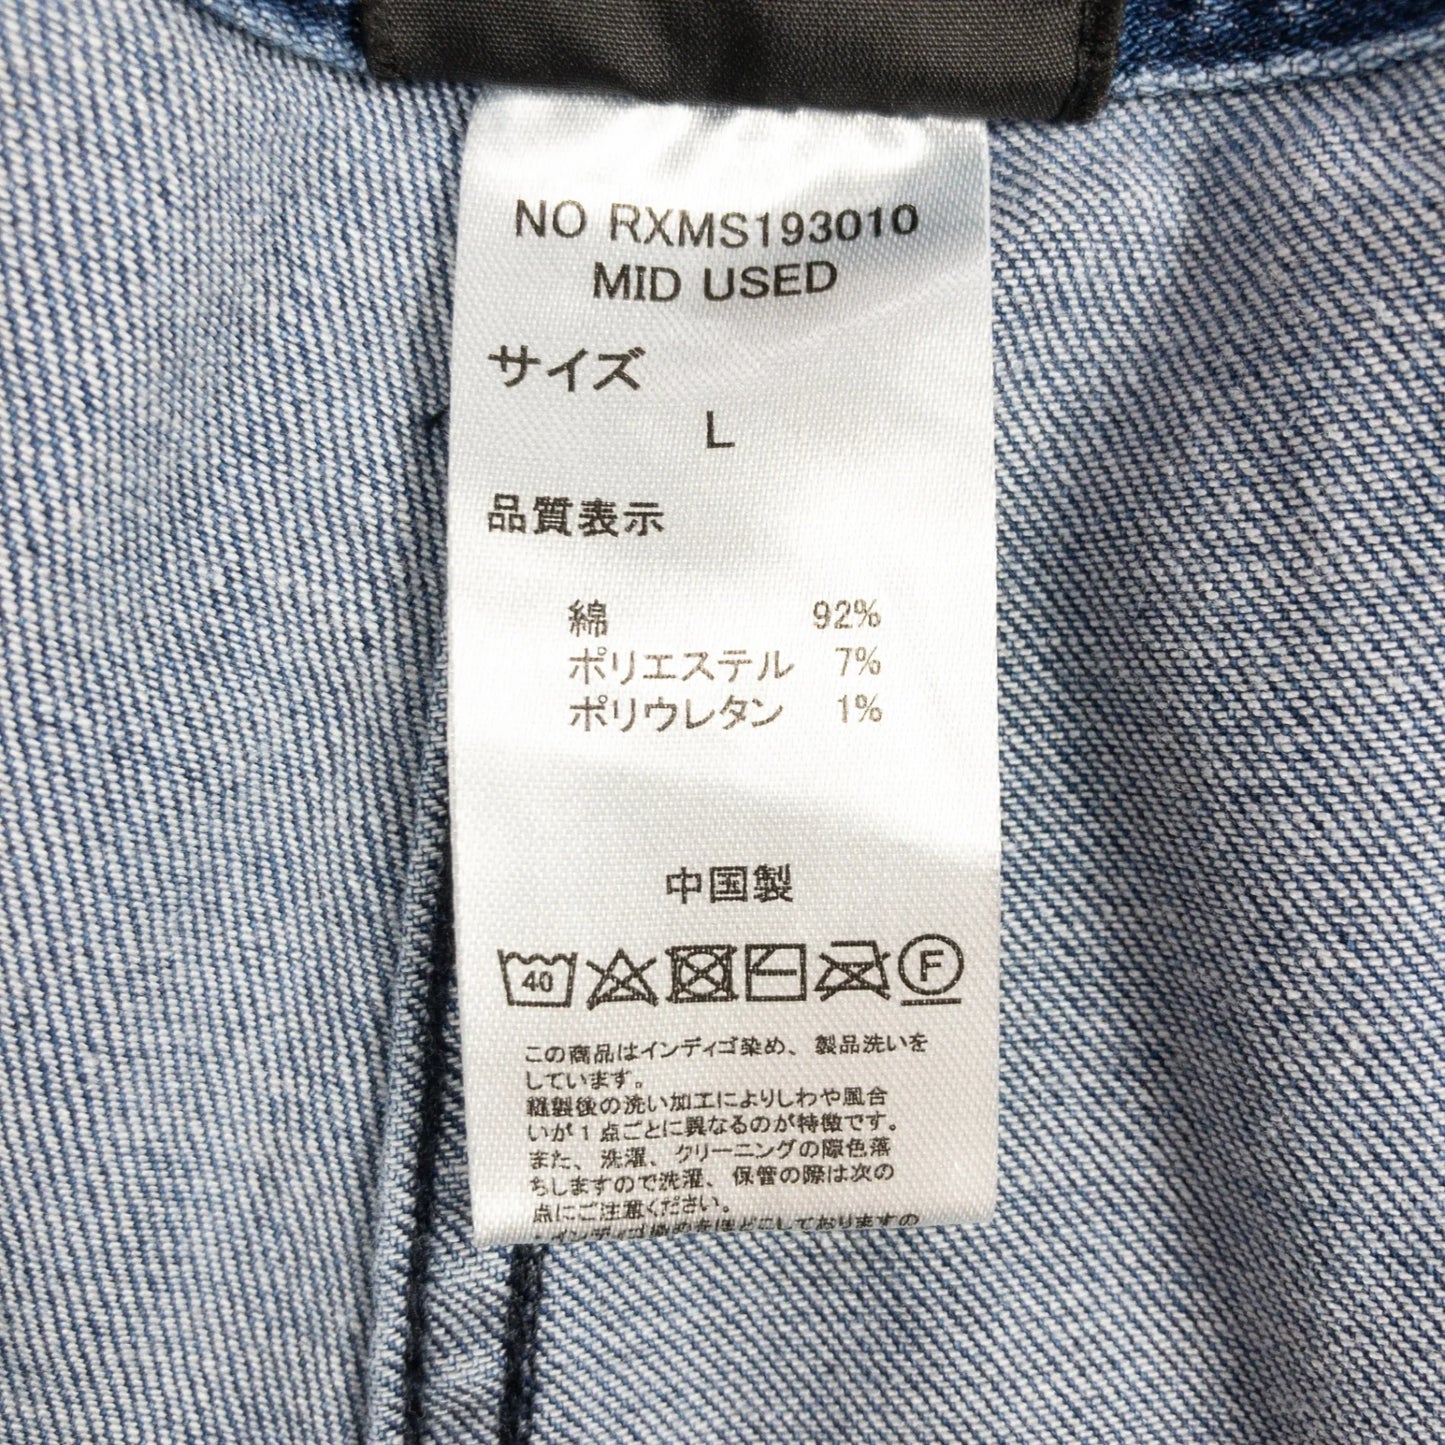 NO RXMS193010
MID USED
サイズ
L
品質表示
綿 92%
ポリエステル 7%
ポリウレタン 1%
中国製
40 F
この商品はインディゴ染め、製品洗いを
しています。
縫製後の洗い加工によりしわや風合
いが1点ごとに異なるのが特徴です。
また、洗濯、クリーニングの際色落
ちしますので洗濯、保管の際は次の
点にご注意ください。